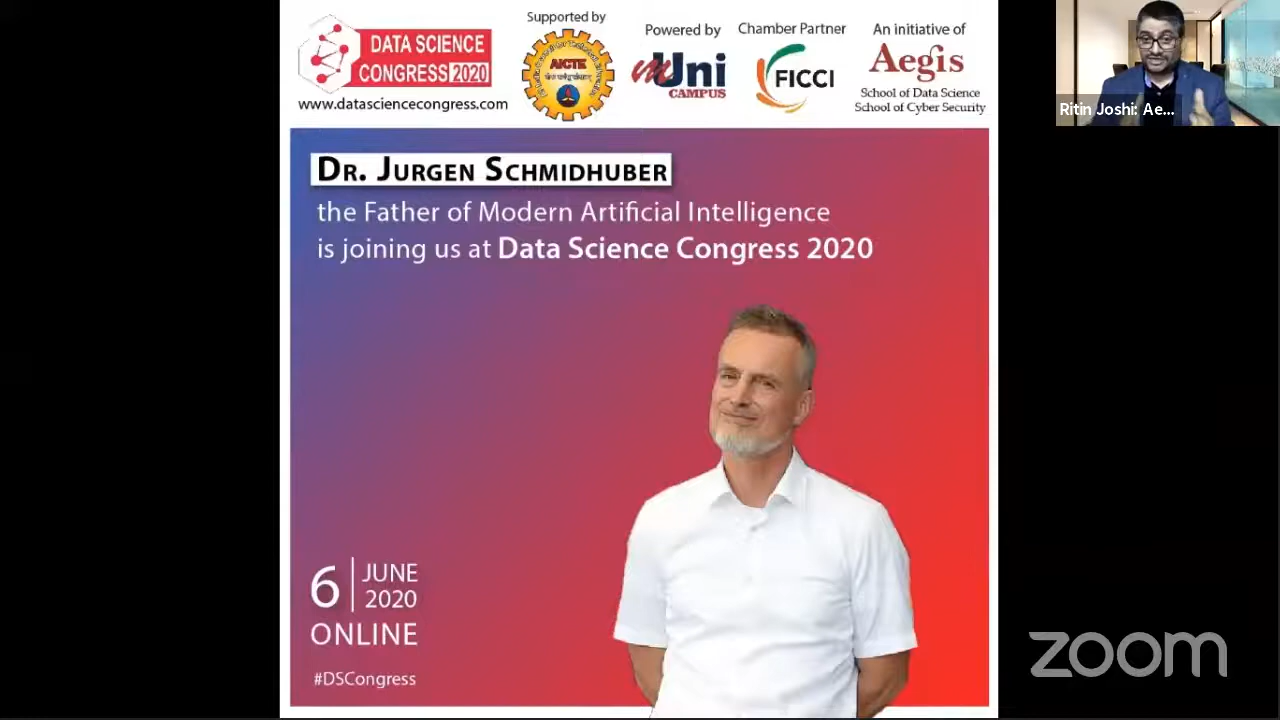 DATA SCIENCE
CONGRESS 2020
www.datasciencecongress.com
Supported by
AICTE
Powered by
mUni
CAMPUS
Chamber Partner
FICCI
An initiative of
Aegis
School of Data Science
School of Cyber Security
Ritin Joshi: Ae...
DR. JURGEN SCHMIDHUBER
the Father of Modern Artificial Intelligence
is joining us at Data Science Congress 2020
6 JUNE
2020
ONLINE
#DSCongress
zoom